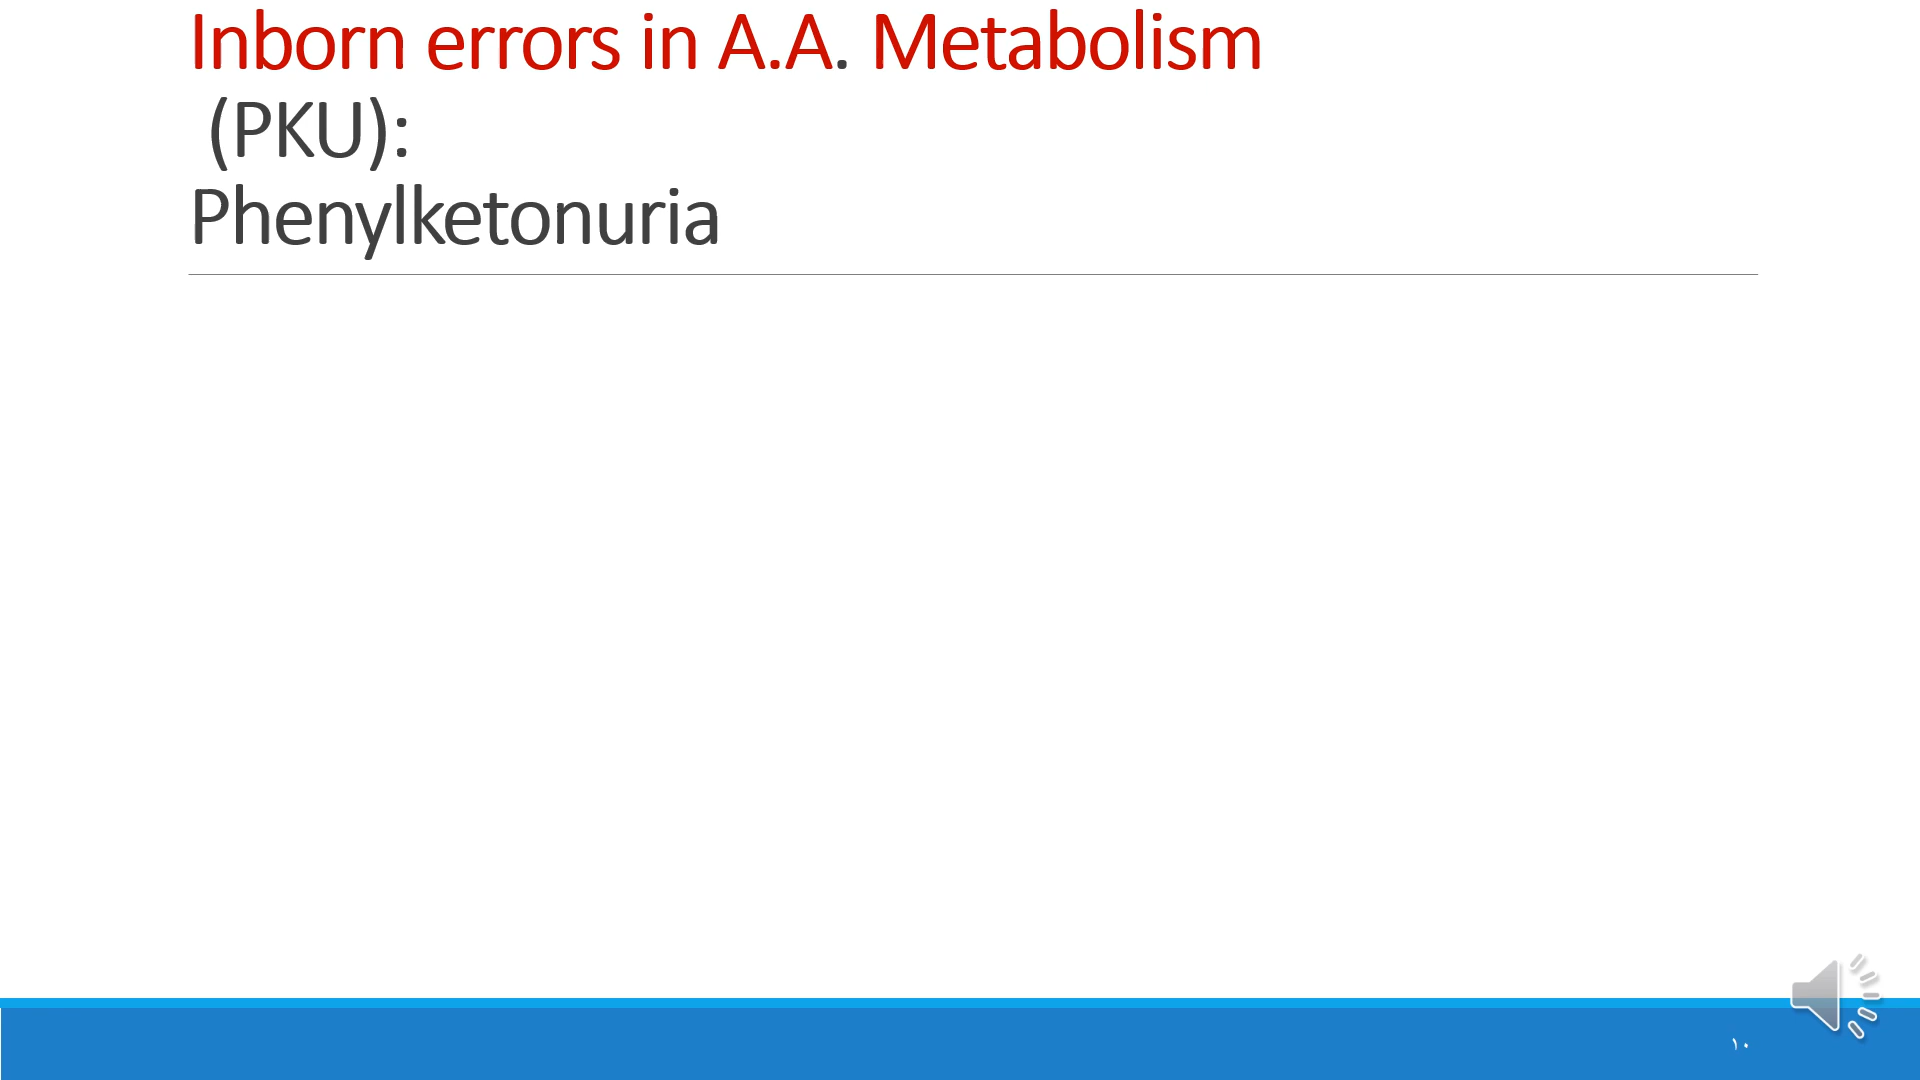 Inborn errors in A.A. Metabolism
(PKU):
Phenylketonuria
١٠